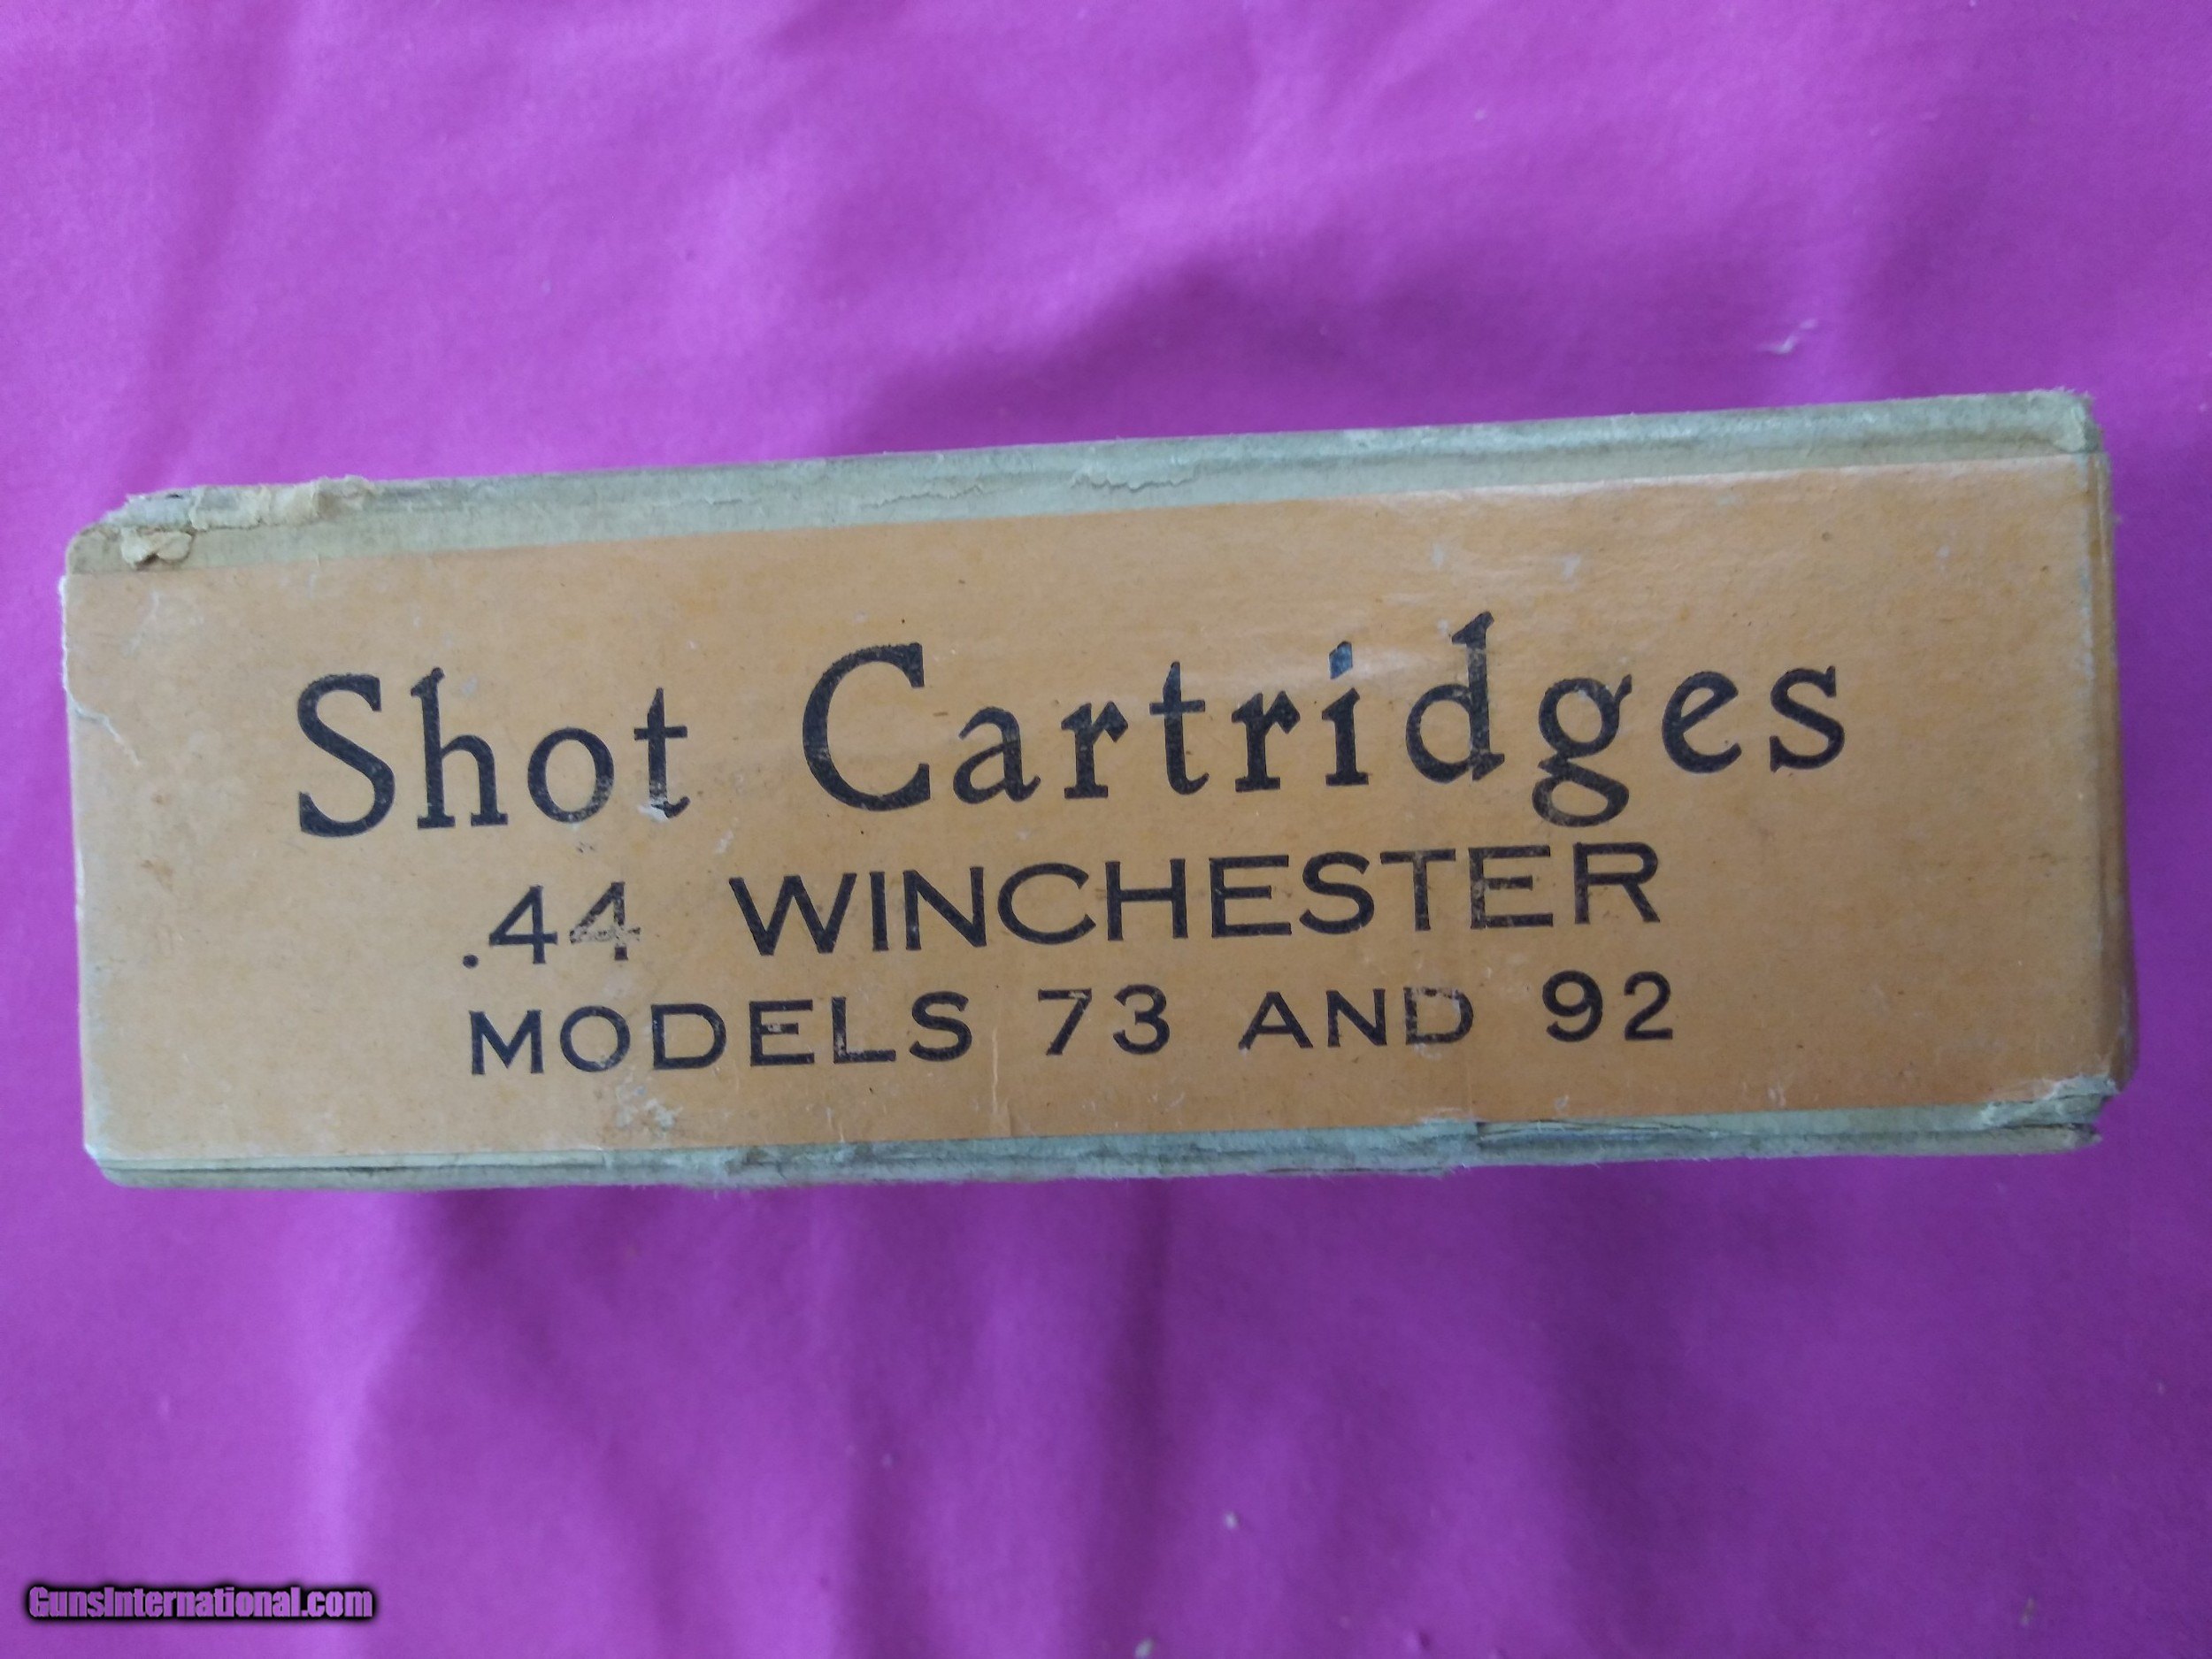 Shot Cartridges
.44 WINCHESTER
MODELS 73 AND 92
GunsInternational.com